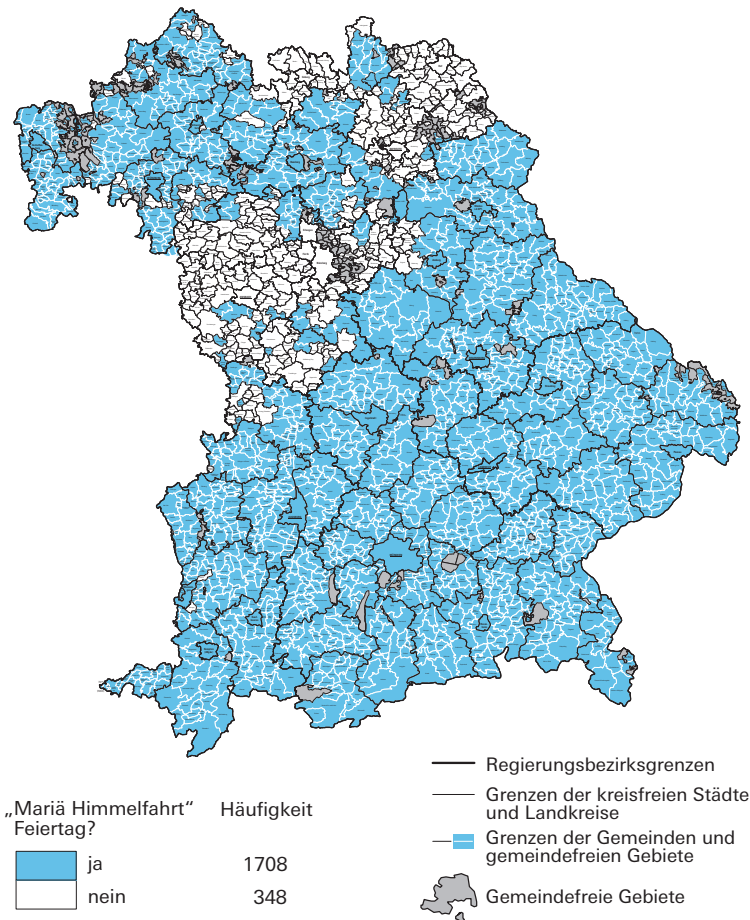 „Mariä Himmelfahrt“ Häufigkeit
Feiertag?
ja 1708
nein 348
Regierungsbezirksgrenzen
Grenzen der kreisfreien Städte
und Landkreise
Grenzen der Gemeinden und
gemeindefreien Gebiete
Gemeindefreie Gebiete